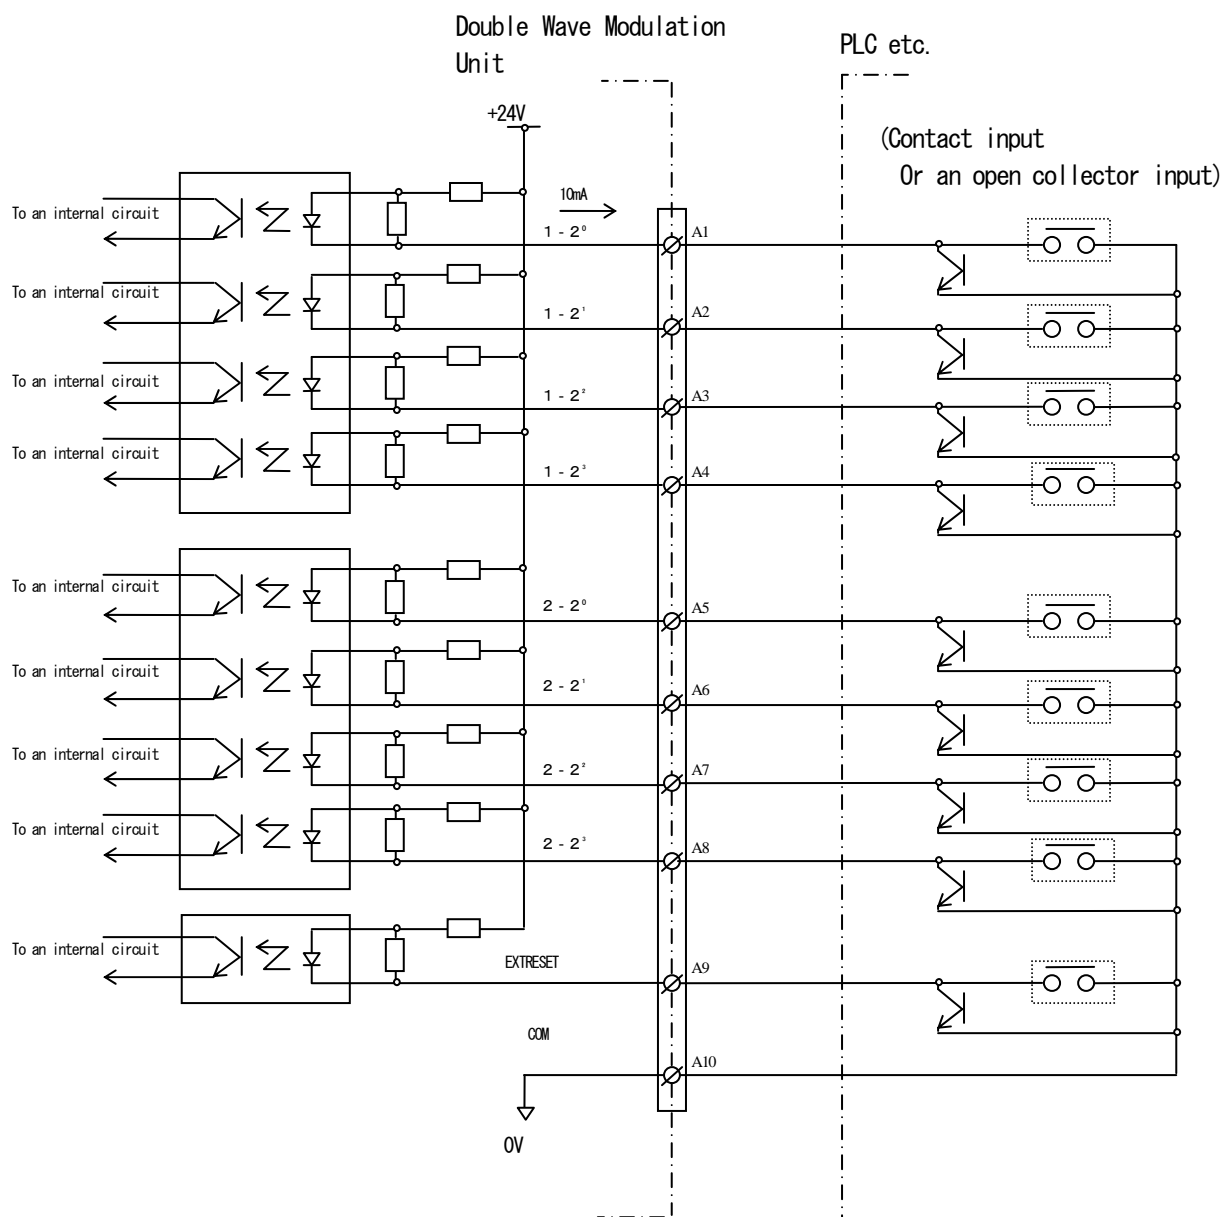 Double Wave Modulation
Unit
PLC etc.
+24V
(Contact input
Or an open collector input)
10mA
To an internal circuit
1 - 2⁰
A1
To an internal circuit
1 - 2¹
A2
To an internal circuit
1 - 2²
A3
To an internal circuit
1 - 2³
A4
To an internal circuit
2 - 2⁰
A5
To an internal circuit
2 - 2¹
A6
To an internal circuit
2 - 2²
A7
To an internal circuit
2 - 2³
A8
To an internal circuit
EXTRESET
A9
COM
A10
0V